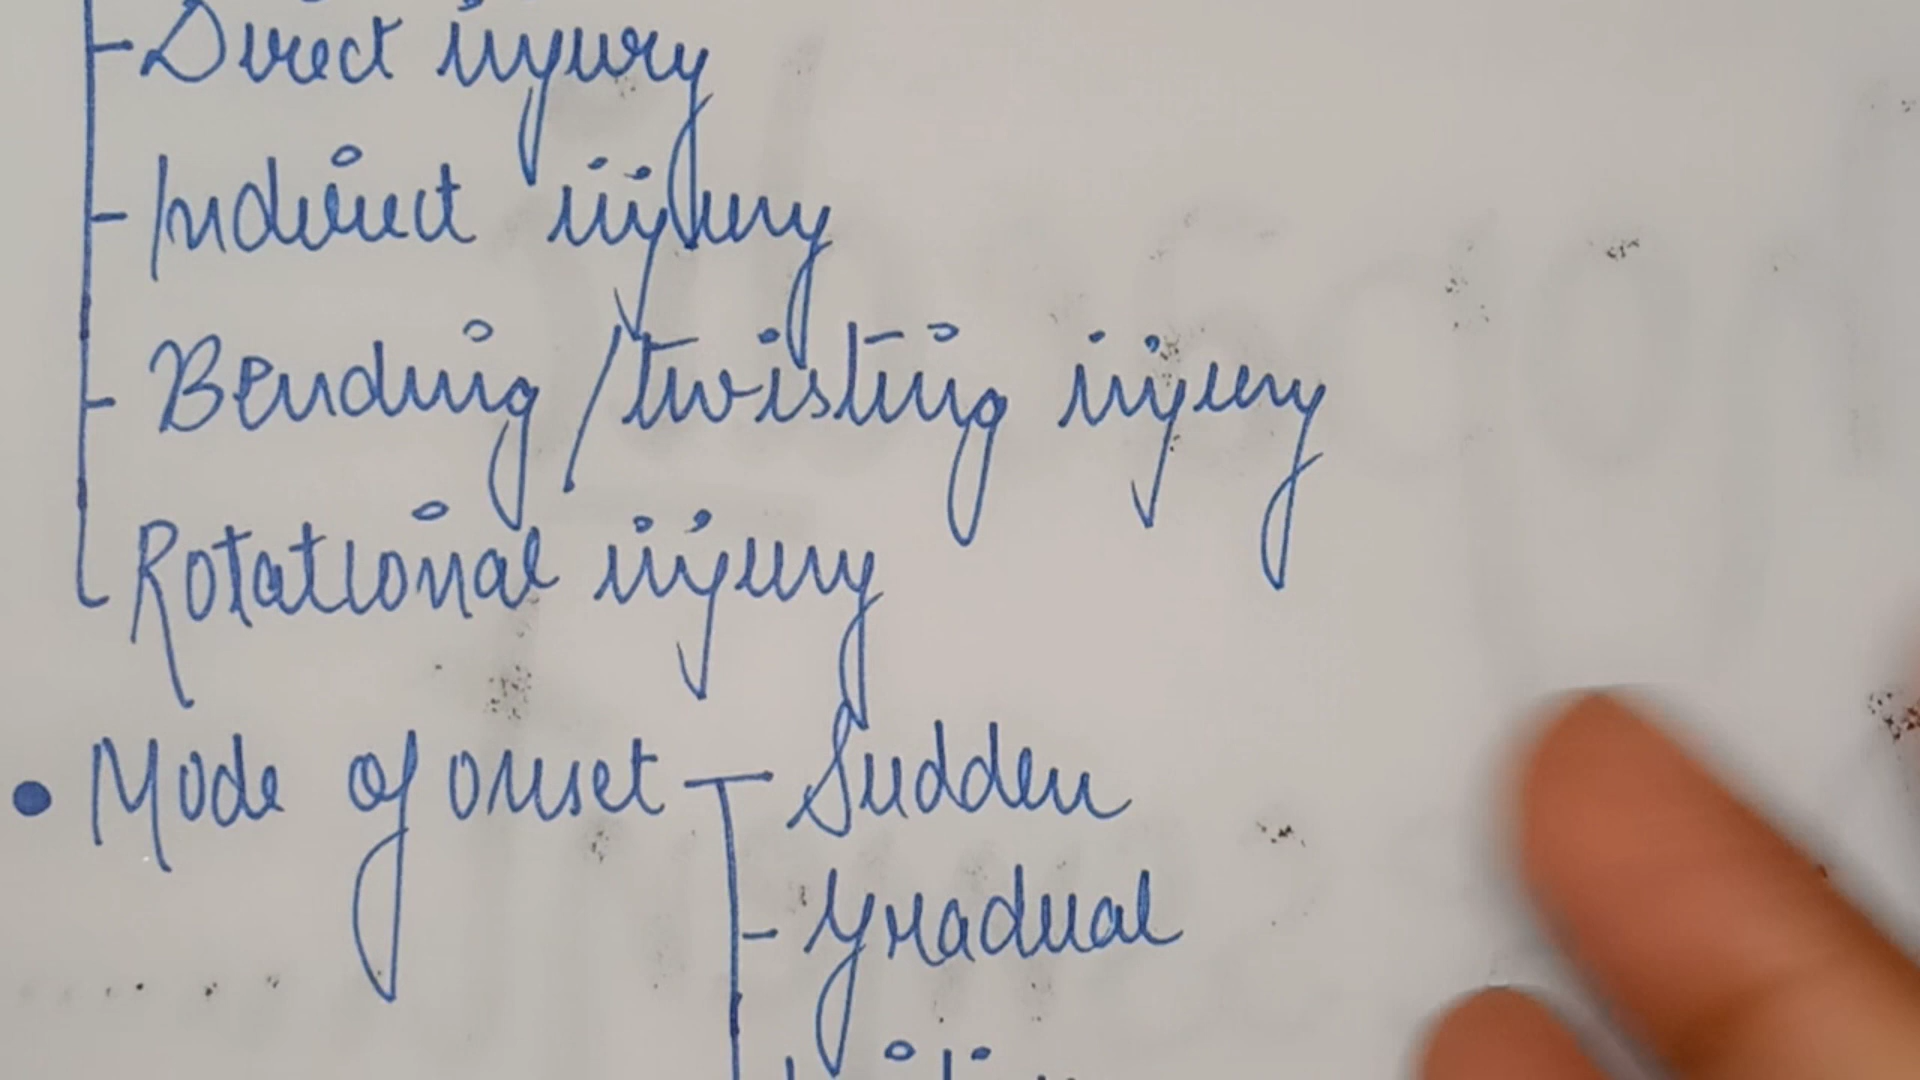 - Direct injury
- Indirect injury
- Bending/twisting injury
Rotational injury
• Mode of onset - Sudden
- gradual